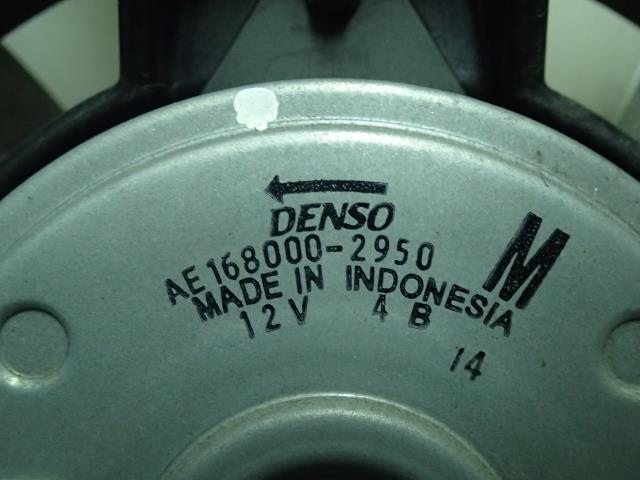 DENSO
AE168000-2950
M
MADE IN INDONESIA
12V 4 B
14